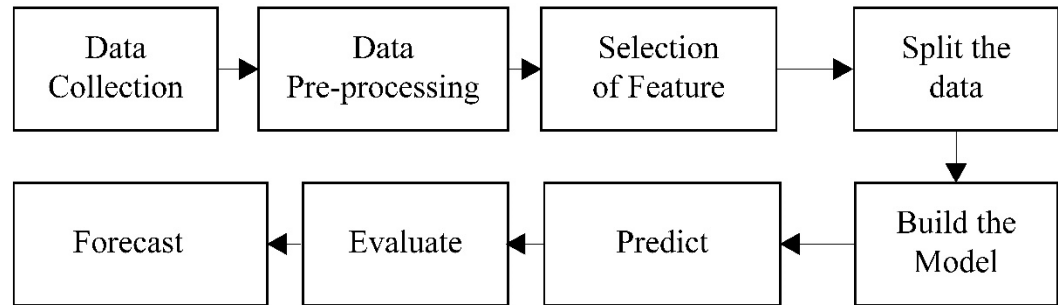 Data
Collection
Data
Pre-processing
Selection
of Feature
Split the
data
Build the
Model
Predict
Evaluate
Forecast